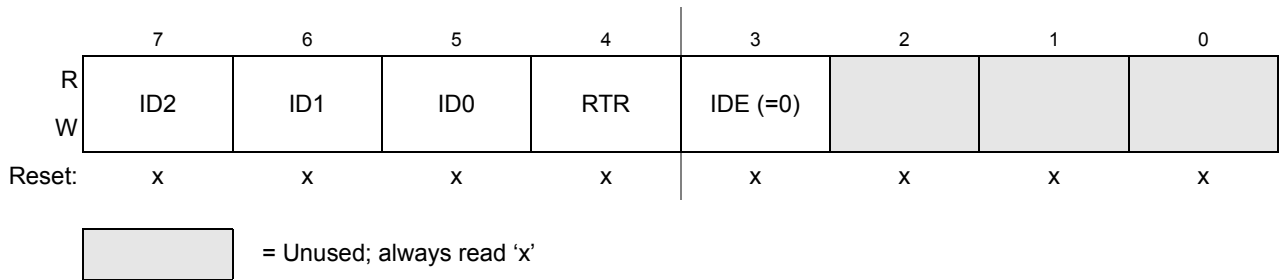 7 6 5 4 3 2 1 0
R
W
ID2 ID1 ID0 RTR IDE (=0)
Reset: x x x x x x x x
= Unused; always read ‘x’